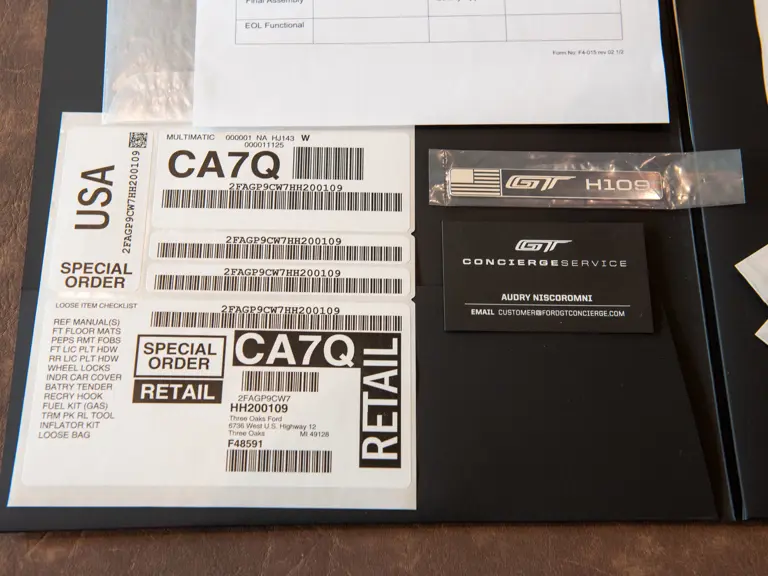 Final Assembly
EOL Functional
Form No: F4-015 rev 02 1/2
USA
2FAGP9CW7HH200109
SPECIAL
ORDER
MULTIMATIC 000001 NA HJ143 W
000011125
CA7Q
2FAGP9CW7HH200109
2FAGP9CW7HH200109
2FAGP9CW7HH200109
GT H109
GT
CONCIERGESERVICE
AUDRY NISCOROMNI
EMAIL CUSTOMER@FORDGTCONCIERGE.COM
LOOSE ITEM CHECKLIST
REF MANUAL(S)
FT FLOOR MATS
PEPS RMT FOBS
FT LIC PLT HDW
RR LIC PLT HDW
WHEEL LOCKS
INDR CAR COVER
BATRY TENDER
RECRY HOOK
FUEL KIT (GAS)
TRM PK RL TOOL
INFLATOR KIT
LOOSE BAG
2FAGP9CW7HH200109
SPECIAL
ORDER
RETAIL
CA7Q
2FAGP9CW7
HH200109
Three Oaks Ford
6736 West U.S. Highway 12
Three Oaks MI 49128
F48591
RETAIL